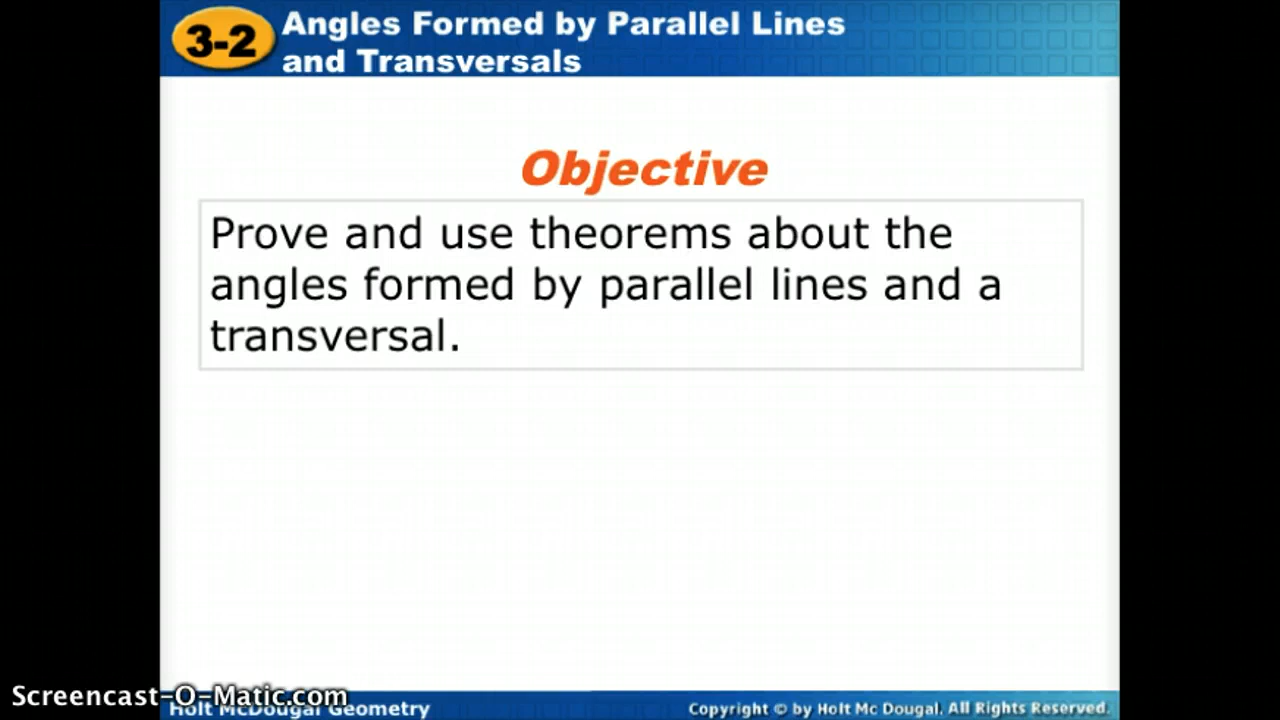 3-2
Angles Formed by Parallel Lines
and Transversals
Objective
Prove and use theorems about the
angles formed by parallel lines and a
transversal.
Screencast-O-Matic.com
Holt McDougal Geometry
Copyright © by Holt Mc Dougal. All Rights Reserved.